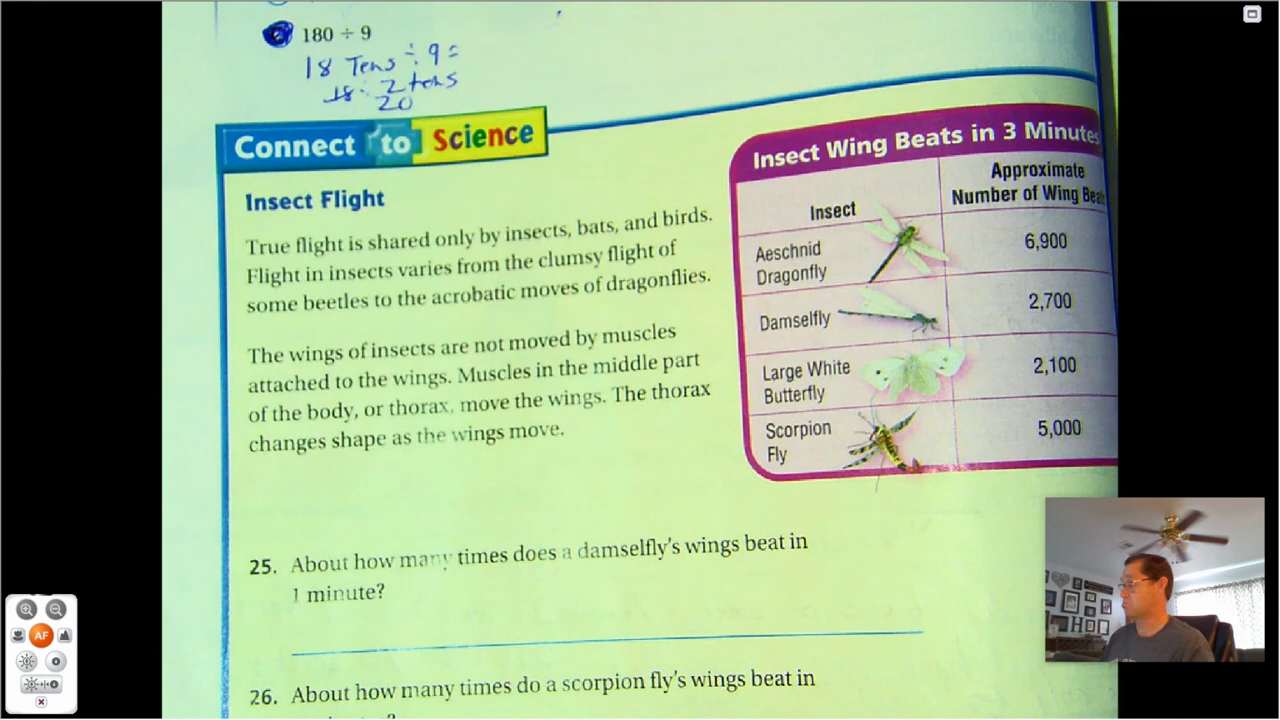 180 ÷ 9
18 Tens ÷ 9 =
18 ÷ 2 tens
20
Connect to Science
Insect Flight
True flight is shared only by insects, bats, and birds.
Flight in insects varies from the clumsy flight of
some beetles to the acrobatic moves of dragonflies.
The wings of insects are not moved by muscles
attached to the wings. Muscles in the middle part
of the body, or thorax, move the wings. The thorax
changes shape as the wings move.
Insect Wing Beats in 3 Minutes
Insect
Approximate
Number of Wing Beats
Aeschnid
Dragonfly
6,900
Damselfly
2,700
Large White
Butterfly
2,100
Scorpion
Fly
5,000
25. About how many times does a damselfly's wings beat in
1 minute?
26. About how many times do a scorpion fly's wings beat in
AF